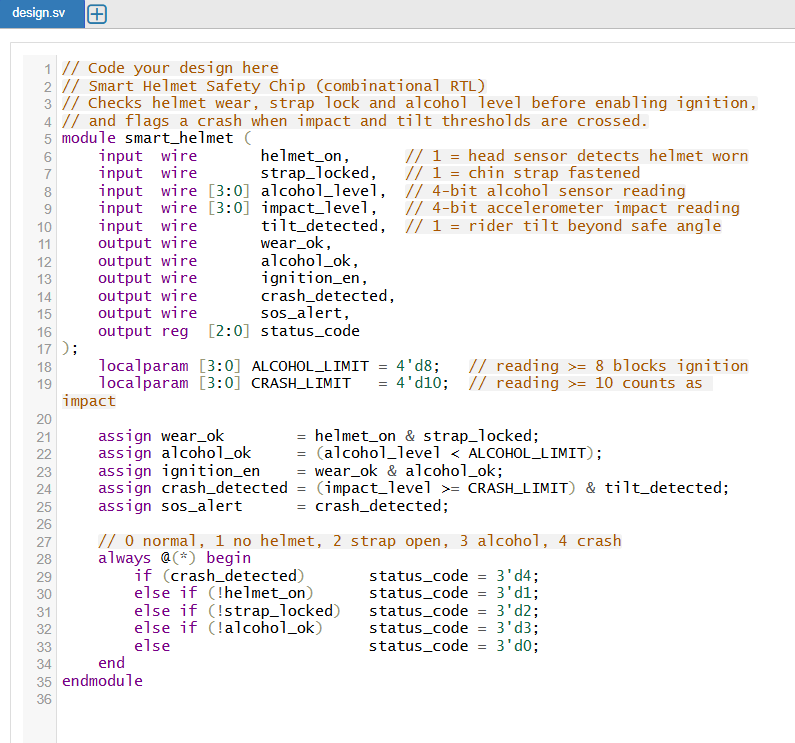 design.sv
1 // Code your design here
2 // Smart Helmet Safety Chip (combinational RTL)
3 // Checks helmet wear, strap lock and alcohol level before enabling ignition,
4 // and flags a crash when impact and tilt thresholds are crossed.
5 module smart_helmet (
6     input  wire       helmet_on,      // 1 = head sensor detects helmet worn
7     input  wire       strap_locked,   // 1 = chin strap fastened
8     input  wire [3:0] alcohol_level,  // 4-bit alcohol sensor reading
9     input  wire [3:0] impact_level,   // 4-bit accelerometer impact reading
10     input  wire       tilt_detected,  // 1 = rider tilt beyond safe angle
11     output wire       wear_ok,
12     output wire       alcohol_ok,
13     output wire       ignition_en,
14     output wire       crash_detected,
15     output wire       sos_alert,
16     output reg  [2:0] status_code
17 );
18     localparam [3:0] ALCOHOL_LIMIT = 4'd8;   // reading >= 8 blocks ignition
19     localparam [3:0] CRASH_LIMIT   = 4'd10;  // reading >= 10 counts as
impact
20
21     assign wear_ok        = helmet_on & strap_locked;
22     assign alcohol_ok     = (alcohol_level < ALCOHOL_LIMIT);
23     assign ignition_en    = wear_ok & alcohol_ok;
24     assign crash_detected = (impact_level >= CRASH_LIMIT) & tilt_detected;
25     assign sos_alert      = crash_detected;
26
27     // 0 normal, 1 no helmet, 2 strap open, 3 alcohol, 4 crash
28     always @(*) begin
29         if (crash_detected)       status_code = 3'd4;
30         else if (!helmet_on)      status_code = 3'd1;
31         else if (!strap_locked)   status_code = 3'd2;
32         else if (!alcohol_ok)     status_code = 3'd3;
33         else                      status_code = 3'd0;
34     end
35 endmodule
36